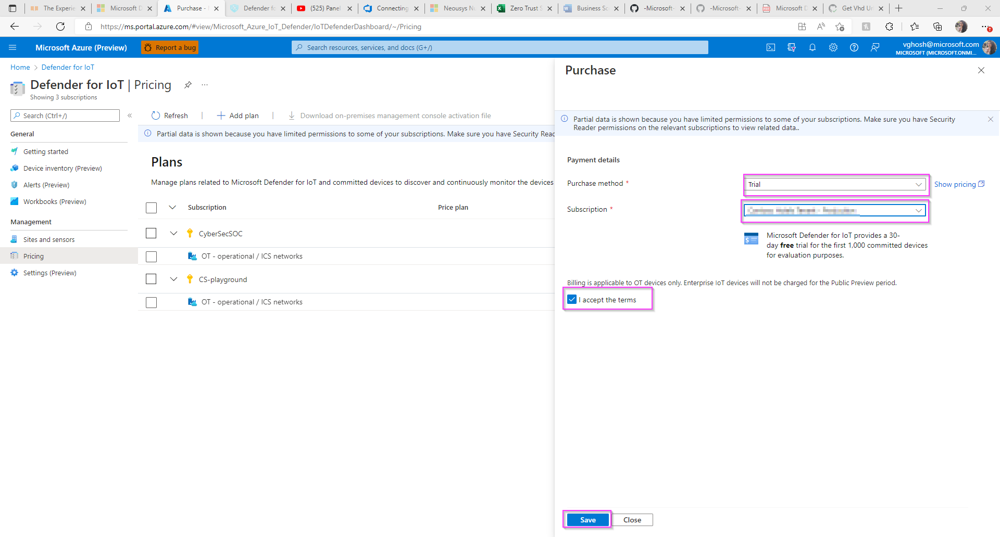 The Experie
Microsoft D
Purchase -
Defender fo
(525) Panel
Connecting
Neousys Nu
Zero Trust S
Business Sc
-Microsoft-
-Microsoft-
Microsoft D
Get Vhd Uri
https://ms.portal.azure.com/#view/Microsoft_Azure_IoT_Defender/IoTDefenderDashboard/~/Pricing
Microsoft Azure (Preview)
Report a bug
Search resources, services, and docs (G+/)
vghosh@microsoft.com
MICROSOFT (MICROSOFT.ONMI...
Home > Defender for IoT
Defender for IoT | Pricing
Showing 3 subscriptions
Search (Ctrl+/)
General
Getting started
Device inventory (Preview)
Alerts (Preview)
Workbooks (Preview)
Management
Sites and sensors
Pricing
Settings (Preview)
Refresh
Add plan
Download on-premises management console activation file
Partial data is shown because you have limited permissions to some of your subscriptions. Make sure you have Security Reac
Plans
Manage plans related to Microsoft Defender for IoT and committed devices to discover and continuously monitor the devices
Subscription
Price plan
CyberSecSOC
OT - operational / ICS networks
CS-playground
OT - operational / ICS networks
Purchase
Partial data is shown because you have limited permissions to some of your subscriptions. Make sure you have Security
Reader permissions on the relevant subscriptions to view related data..
Payment details
Purchase method *
Trial
Show pricing
Subscription *
Microsoft Defender for IoT provides a 30-
day free trial for the first 1,000 committed devices
for evaluation purposes.
Billing is applicable to OT devices only. Enterprise IoT devices will not be charged for the Public Preview period.
I accept the terms
Save
Close